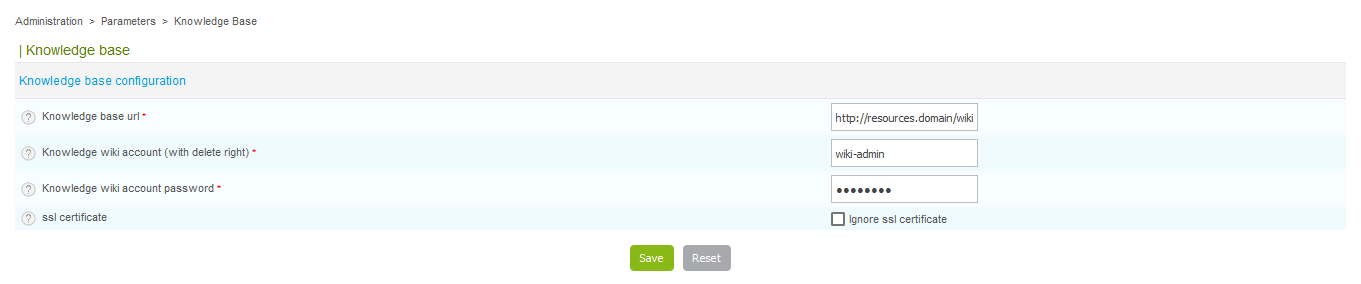 Administration > Parameters > Knowledge Base
| Knowledge base
Knowledge base configuration
? Knowledge base url * http://resources.domain/wiki
? Knowledge wiki account (with delete right) * wiki-admin
? Knowledge wiki account password * ••••••••
? ssl certificate Ignore ssl certificate
Save Reset